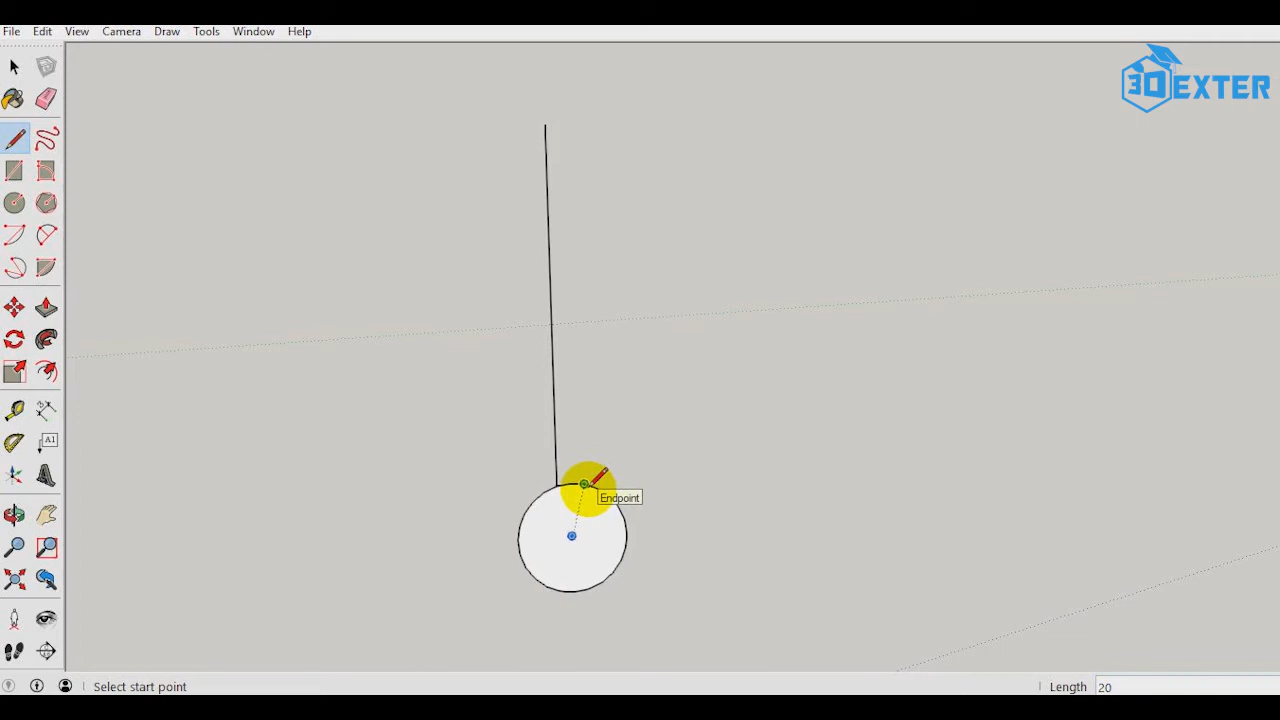 File Edit View Camera Draw Tools Window Help
3DEXTER
A1
Endpoint
Select start point
Length 20